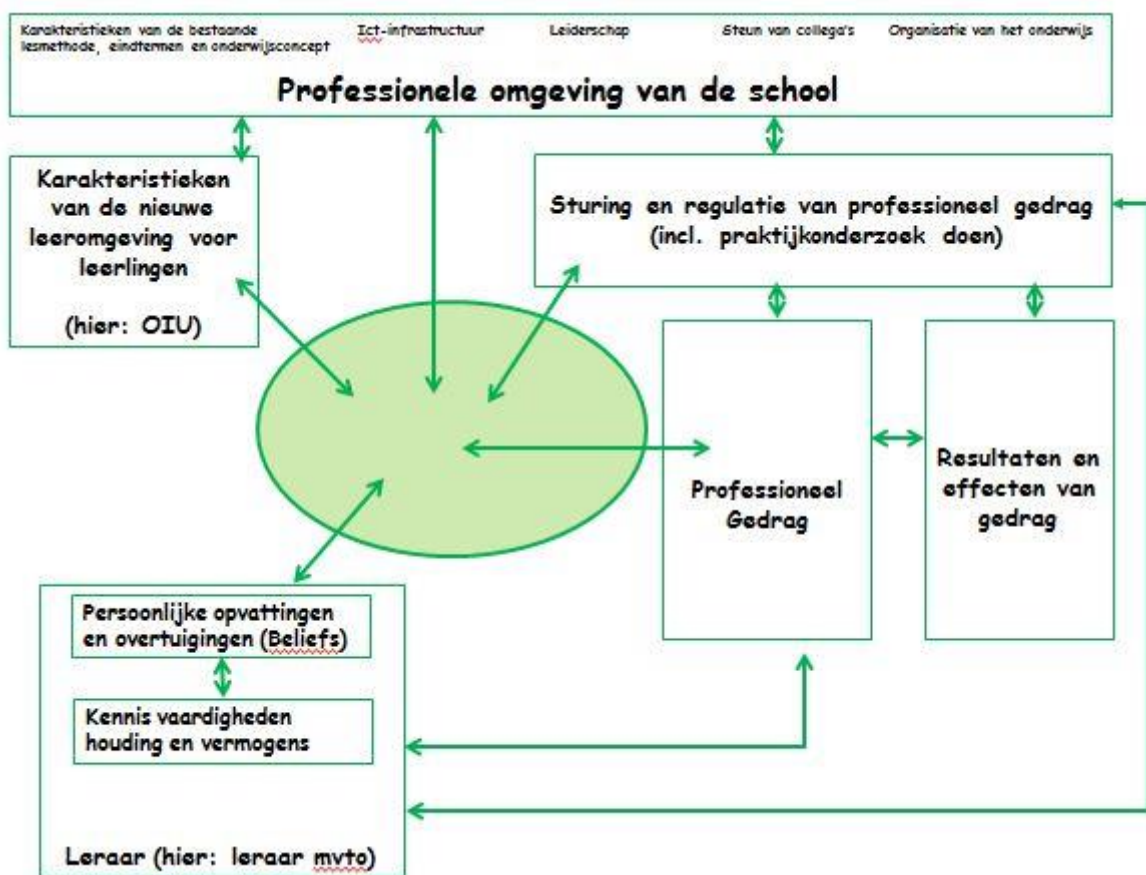 Karakteristieken van de bestaande
lesmethode, eindtermen en onderwijsconcept
Ict-infrastructuur
Leiderschap
Steun van collega's
Organisatie van het onderwijs
Professionele omgeving van de school
Karakteristieken
van de nieuwe
leeromgeving voor
leerlingen
(hier: OIU)
Sturing en regulatie van professioneel gedrag
(incl. praktijkonderzoek doen)
Professioneel
Gedrag
Resultaten en
effecten van
gedrag
Persoonlijke opvattingen
en overtuigingen (Beliefs)
Kennis vaardigheden
houding en vermogens
Leraar (hier: leraar mvto)